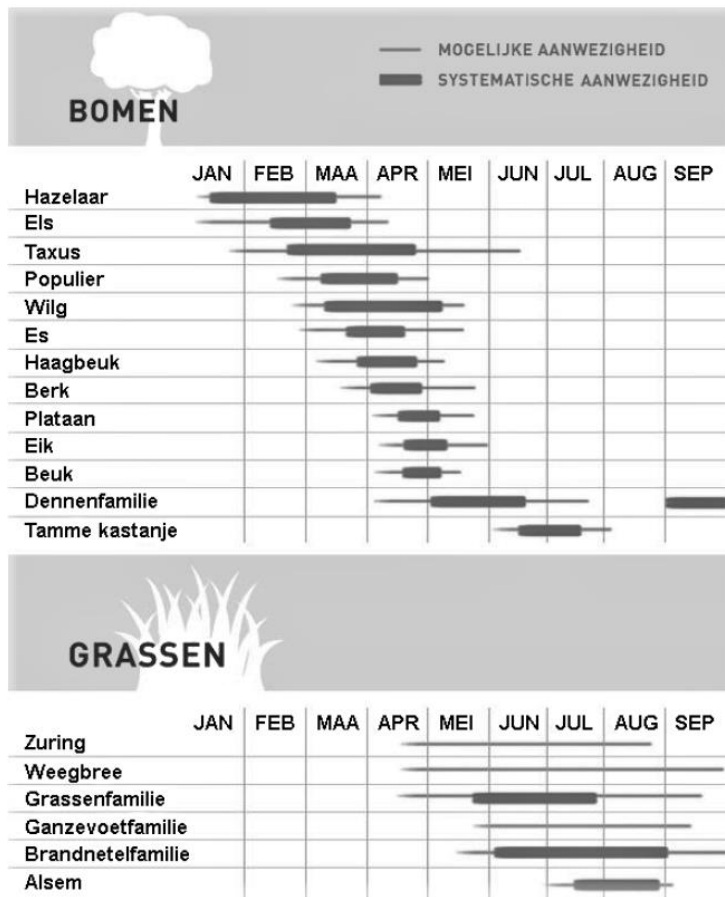 MOGELIJKE AANWEZIGHEID
SYSTEMATISCHE AANWEZIGHEID
BOMEN
JAN FEB MAA APR MEI JUN JUL AUG SEP
Hazelaar
Els
Taxus
Populier
Wilg
Es
Haagbeuk
Berk
Plataan
Eik
Beuk
Dennenfamilie
Tamme kastanje
GRASSEN
JAN FEB MAA APR MEI JUN JUL AUG SEP
Zuring
Weegbree
Grassenfamilie
Ganzevoetfamilie
Brandnetelfamilie
Alsem